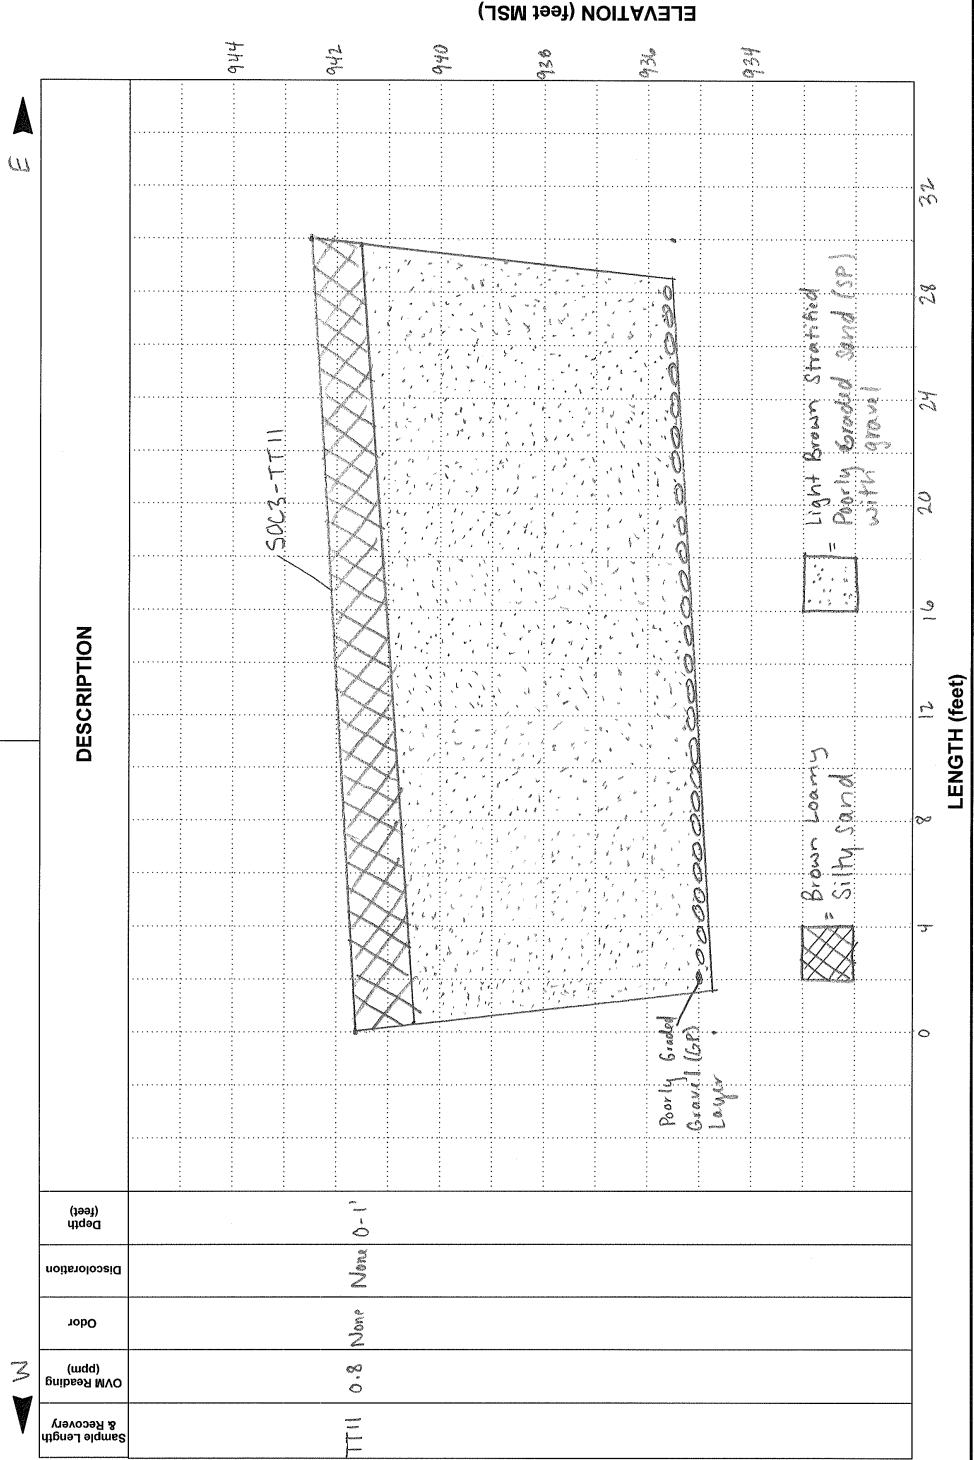 W
E
Sample Length
& Recovery
OVM Reading
(ppm)
Odor
Discoloration
Depth
(feet)
DESCRIPTION
TT11 0.8 None None 0-1'
SOC3-TT11
Poorly Graded
Gravel (GP)
Layer
944
942
940
938
936
934
ELEVATION (feet MSL)
= Brown Loamy
Silty Sand
= Light Brown Stratified
Poorly Graded sand (SP)
with gravel
0 4 8 12 16 20 24 28 32
LENGTH (feet)